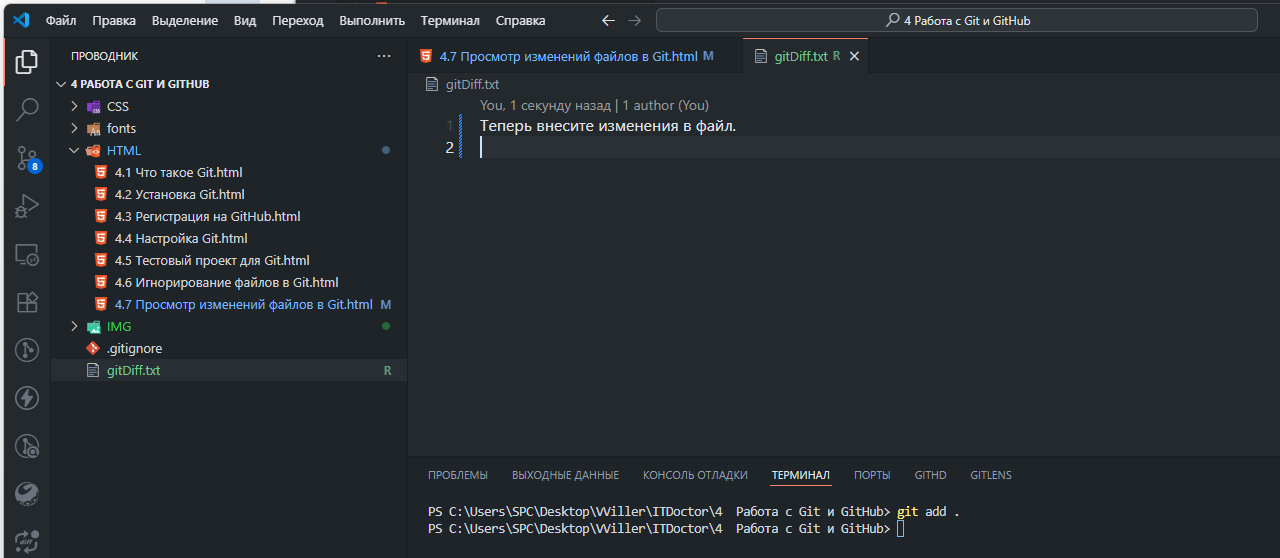 Файл Правка Выделение Вид Переход Выполнить Терминал Справка 4 Работа с Git и GitHub
ПРОВОДНИК
4 РАБОТА С GIT И GITHUB
CSS
fonts
HTML
4.1 Что такое Git.html
4.2 Установка Git.html
4.3 Регистрация на GitHub.html
4.4 Настройка Git.html
4.5 Тестовый проект для Git.html
4.6 Игнорирование файлов в Git.html
4.7 Просмотр изменений файлов в Git.html M
IMG
.gitignore
gitDiff.txt R
8
4.7 Просмотр изменений файлов в Git.html M gitDiff.txt R
gitDiff.txt
You, 1 секунду назад | 1 author (You)
1 Теперь внесите изменения в файл.
2
ПРОБЛЕМЫ ВЫХОДНЫЕ ДАННЫЕ КОНСОЛЬ ОТЛАДКИ ТЕРМИНАЛ ПОРТЫ GITHD GITLENS
PS C:\Users\SPC\Desktop\VViller\ITDoctor\4  Работа с Git и GitHub> git add .
PS C:\Users\SPC\Desktop\VViller\ITDoctor\4  Работа с Git и GitHub>